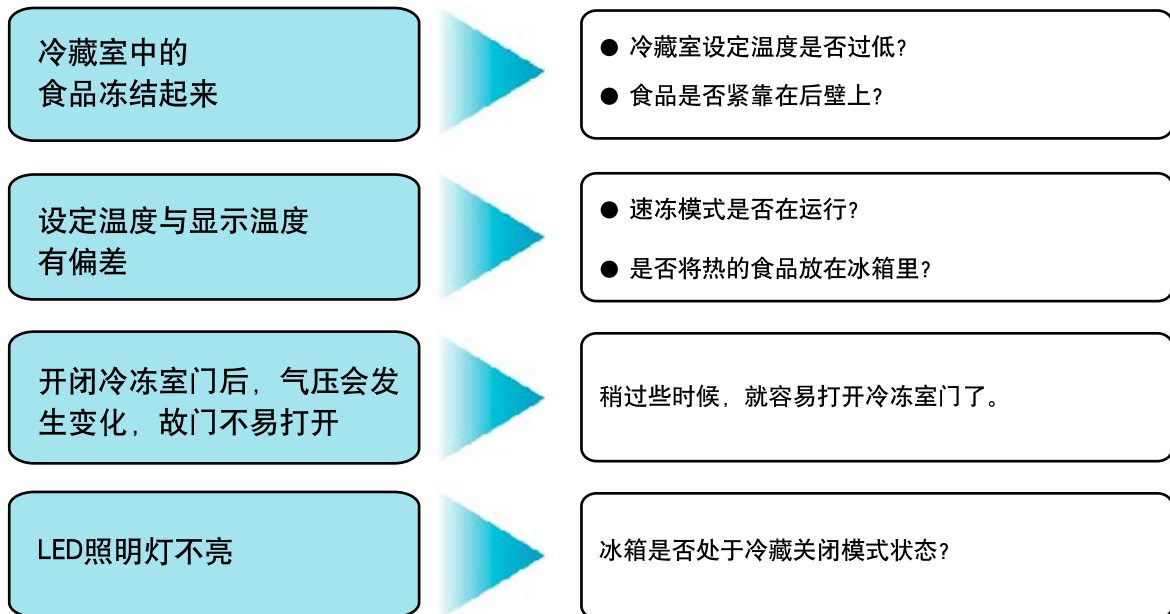 冷藏室中的
食品冻结起来
● 冷藏室设定温度是否过低?
● 食品是否紧靠在后壁上?
设定温度与显示温度
有偏差
● 速冻模式是否在运行?
● 是否将热的食品放在冰箱里?
开闭冷冻室门后，气压会发
生变化，故门不易打开
稍过些时候，就容易打开冷冻室门了。
LED照明灯不亮
冰箱是否处于冷藏关闭模式状态?